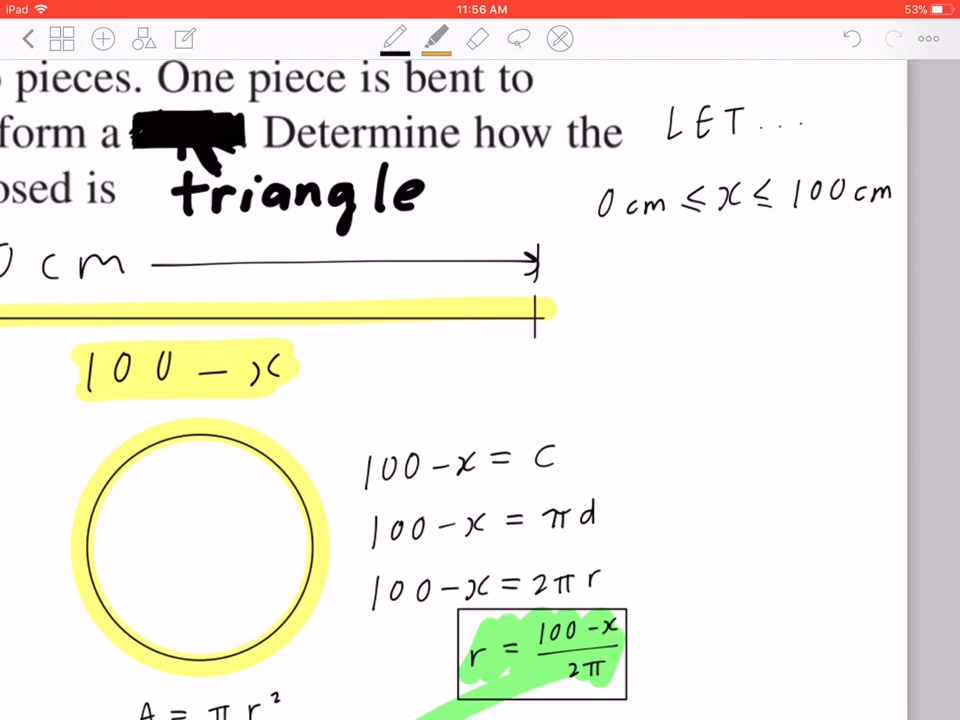 iPad 11:56 AM 53%
pieces. One piece is bent to
form a . Determine how the
triangle
osed is
LET...
0 cm ≤ x ≤ 100 cm
0 cm
100 - x
100 - x = C
100 - x = πd
100 - x = 2πr
r = 100 - x / 2π
A = πr²